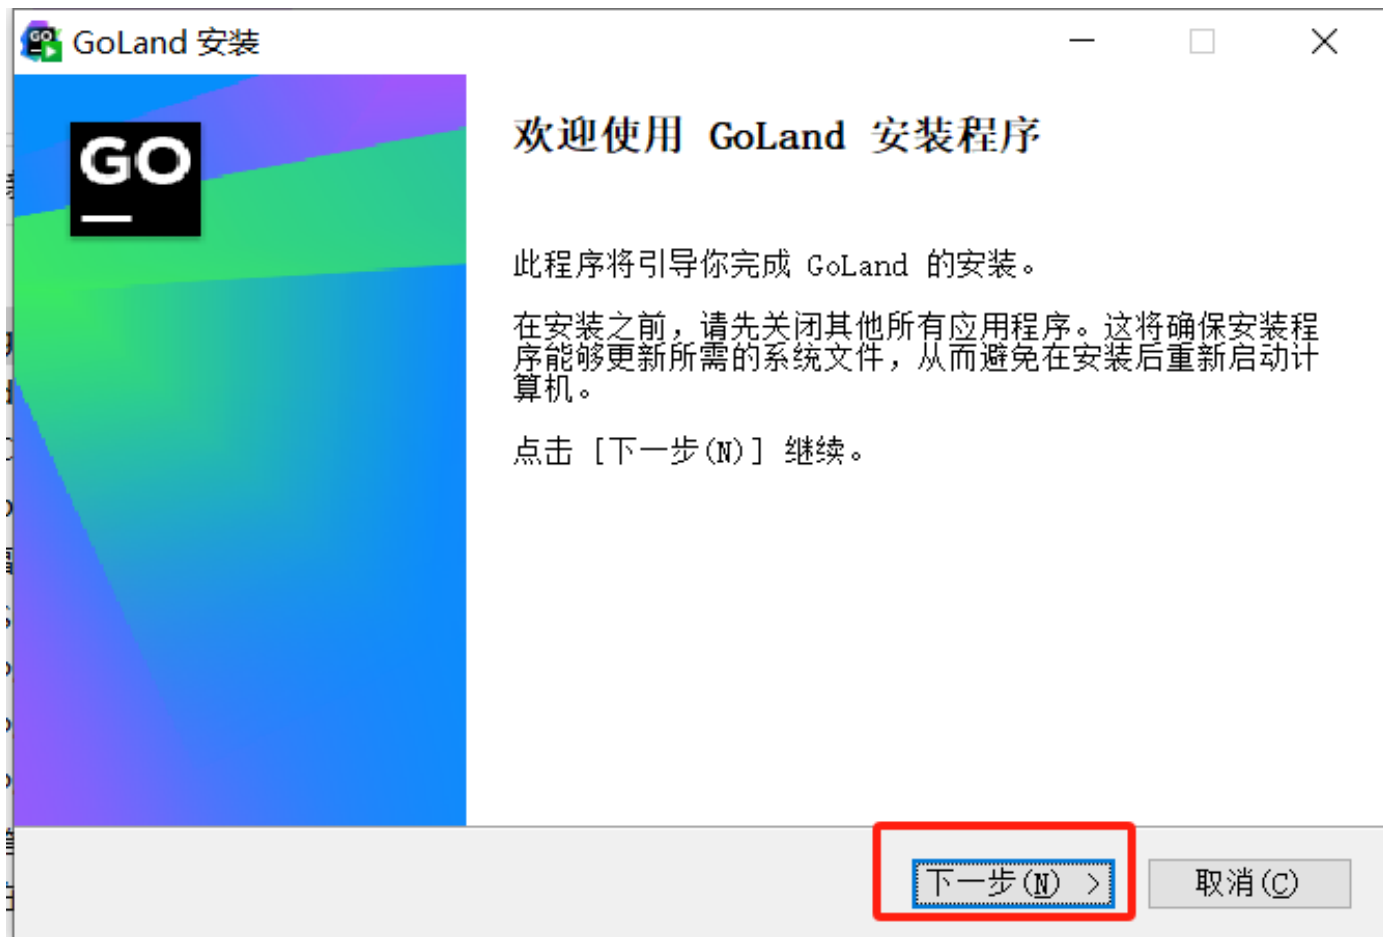 GoLand 安装
GO
欢迎使用 GoLand 安装程序
此程序将引导你完成 GoLand 的安装。
在安装之前，请先关闭其他所有应用程序。这将确保安装程
序能够更新所需的系统文件，从而避免在安装后重新启动计
算机。
点击 [下一步(N)] 继续。
下一步(N) >
取消(C)